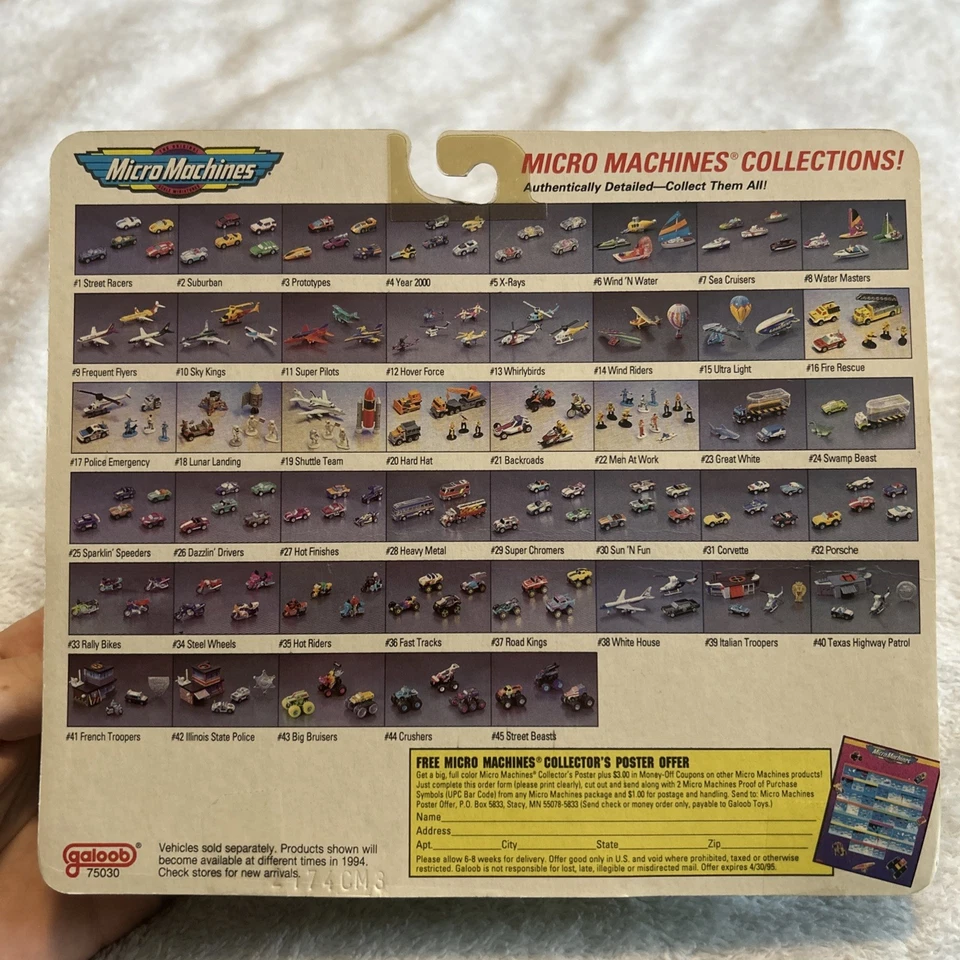 THE ORIGINAL
Micro Machines
MICRO MACHINES® COLLECTIONS!
Authentically Detailed—Collect Them All!
#1 Street Racers
#2 Suburban
#3 Prototypes
#4 Year 2000
#5 X-Rays
#6 Wind 'N Water
#7 Sea Cruisers
#8 Water Masters
#9 Frequent Flyers
#10 Sky Kings
#11 Super Pilots
#12 Hover Force
#13 Whirlybirds
#14 Wind Riders
#15 Ultra Light
#16 Fire Rescue
#17 Police Emergency
#18 Lunar Landing
#19 Shuttle Team
#20 Hard Hat
#21 Backroads
#22 Men At Work
#23 Great White
#24 Swamp Beast
#25 Sparklin' Speeders
#26 Dazzlin' Drivers
#27 Hot Finishes
#28 Heavy Metal
#29 Super Chromers
#30 Sun 'N Fun
#31 Corvette
#32 Porsche
#33 Rally Bikes
#34 Steel Wheels
#35 Hot Riders
#36 Fast Tracks
#37 Road Kings
#38 White House
#39 Italian Troopers
#40 Texas Highway Patrol
#41 French Troopers
#42 Illinois State Police
#43 Big Bruisers
#44 Crushers
#45 Street Beasts
FREE MICRO MACHINES® COLLECTOR'S POSTER OFFER
Get a big, full color Micro Machines® Collector's Poster plus $3.00 in Money-Off Coupons on other Micro Machines products!
Just complete this order form (please print clearly), cut out and send along with 2 Micro Machines Proof of Purchase
Symbols (UPC Bar Code) from any Micro Machines package and $1.00 for postage and handling. Send to: Micro Machines
Poster Offer, P.O. Box 5833, Stacy, MN 55078-5833 (Send check or money order only, payable to Galoob Toys.)
Name
Address
Apt. City State Zip
Please allow 6-8 weeks for delivery. Offer good only in U.S. and void where prohibited, taxed or otherwise
restricted. Galoob is not responsible for lost, late, illegible or misdirected mail. Offer expires 4/30/95.
Micro Machines
galoob®
75030
Vehicles sold separately. Products shown will
become available at different times in 1994.
Check stores for new arrivals.